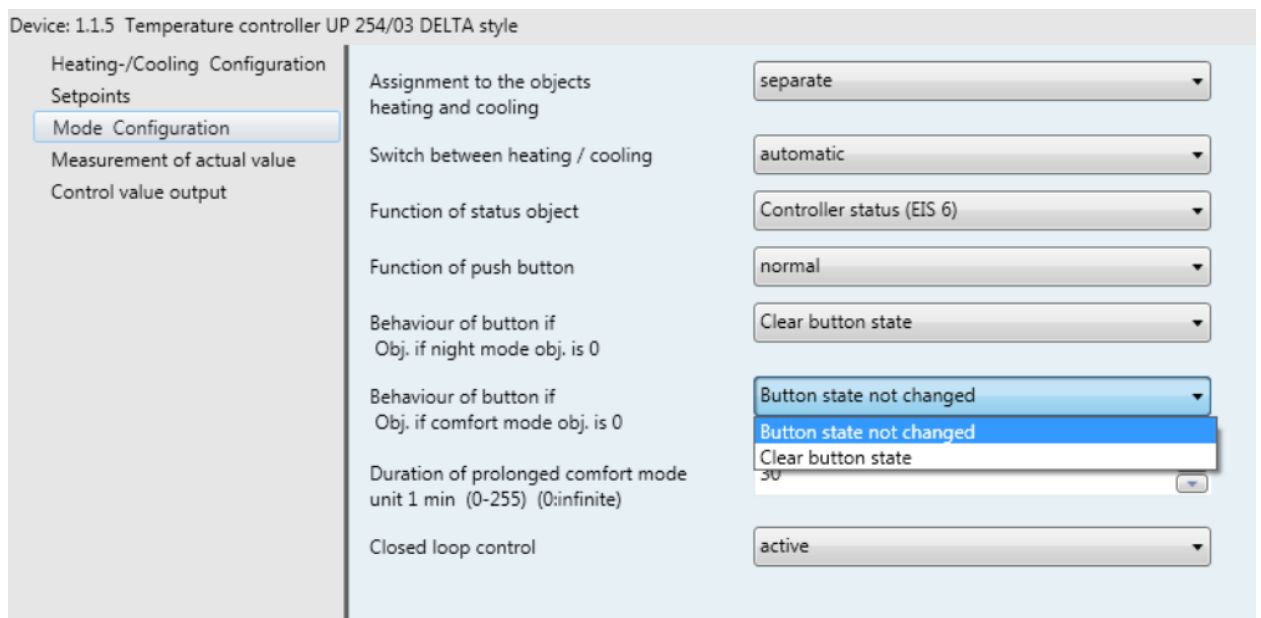 Device: 1.1.5 Temperature controller UP 254/03 DELTA style
Heating-/Cooling Configuration
Setpoints
Mode Configuration
Measurement of actual value
Control value output
Assignment to the objects
heating and cooling
separate
Switch between heating / cooling
automatic
Function of status object
Controller status (EIS 6)
Function of push button
normal
Behaviour of button if
Obj. if night mode obj. is 0
Clear button state
Behaviour of button if
Obj. if comfort mode obj. is 0
Button state not changed
Button state not changed
Clear button state
Duration of prolonged comfort mode
unit 1 min (0-255) (0:infinite)
30
Closed loop control
active